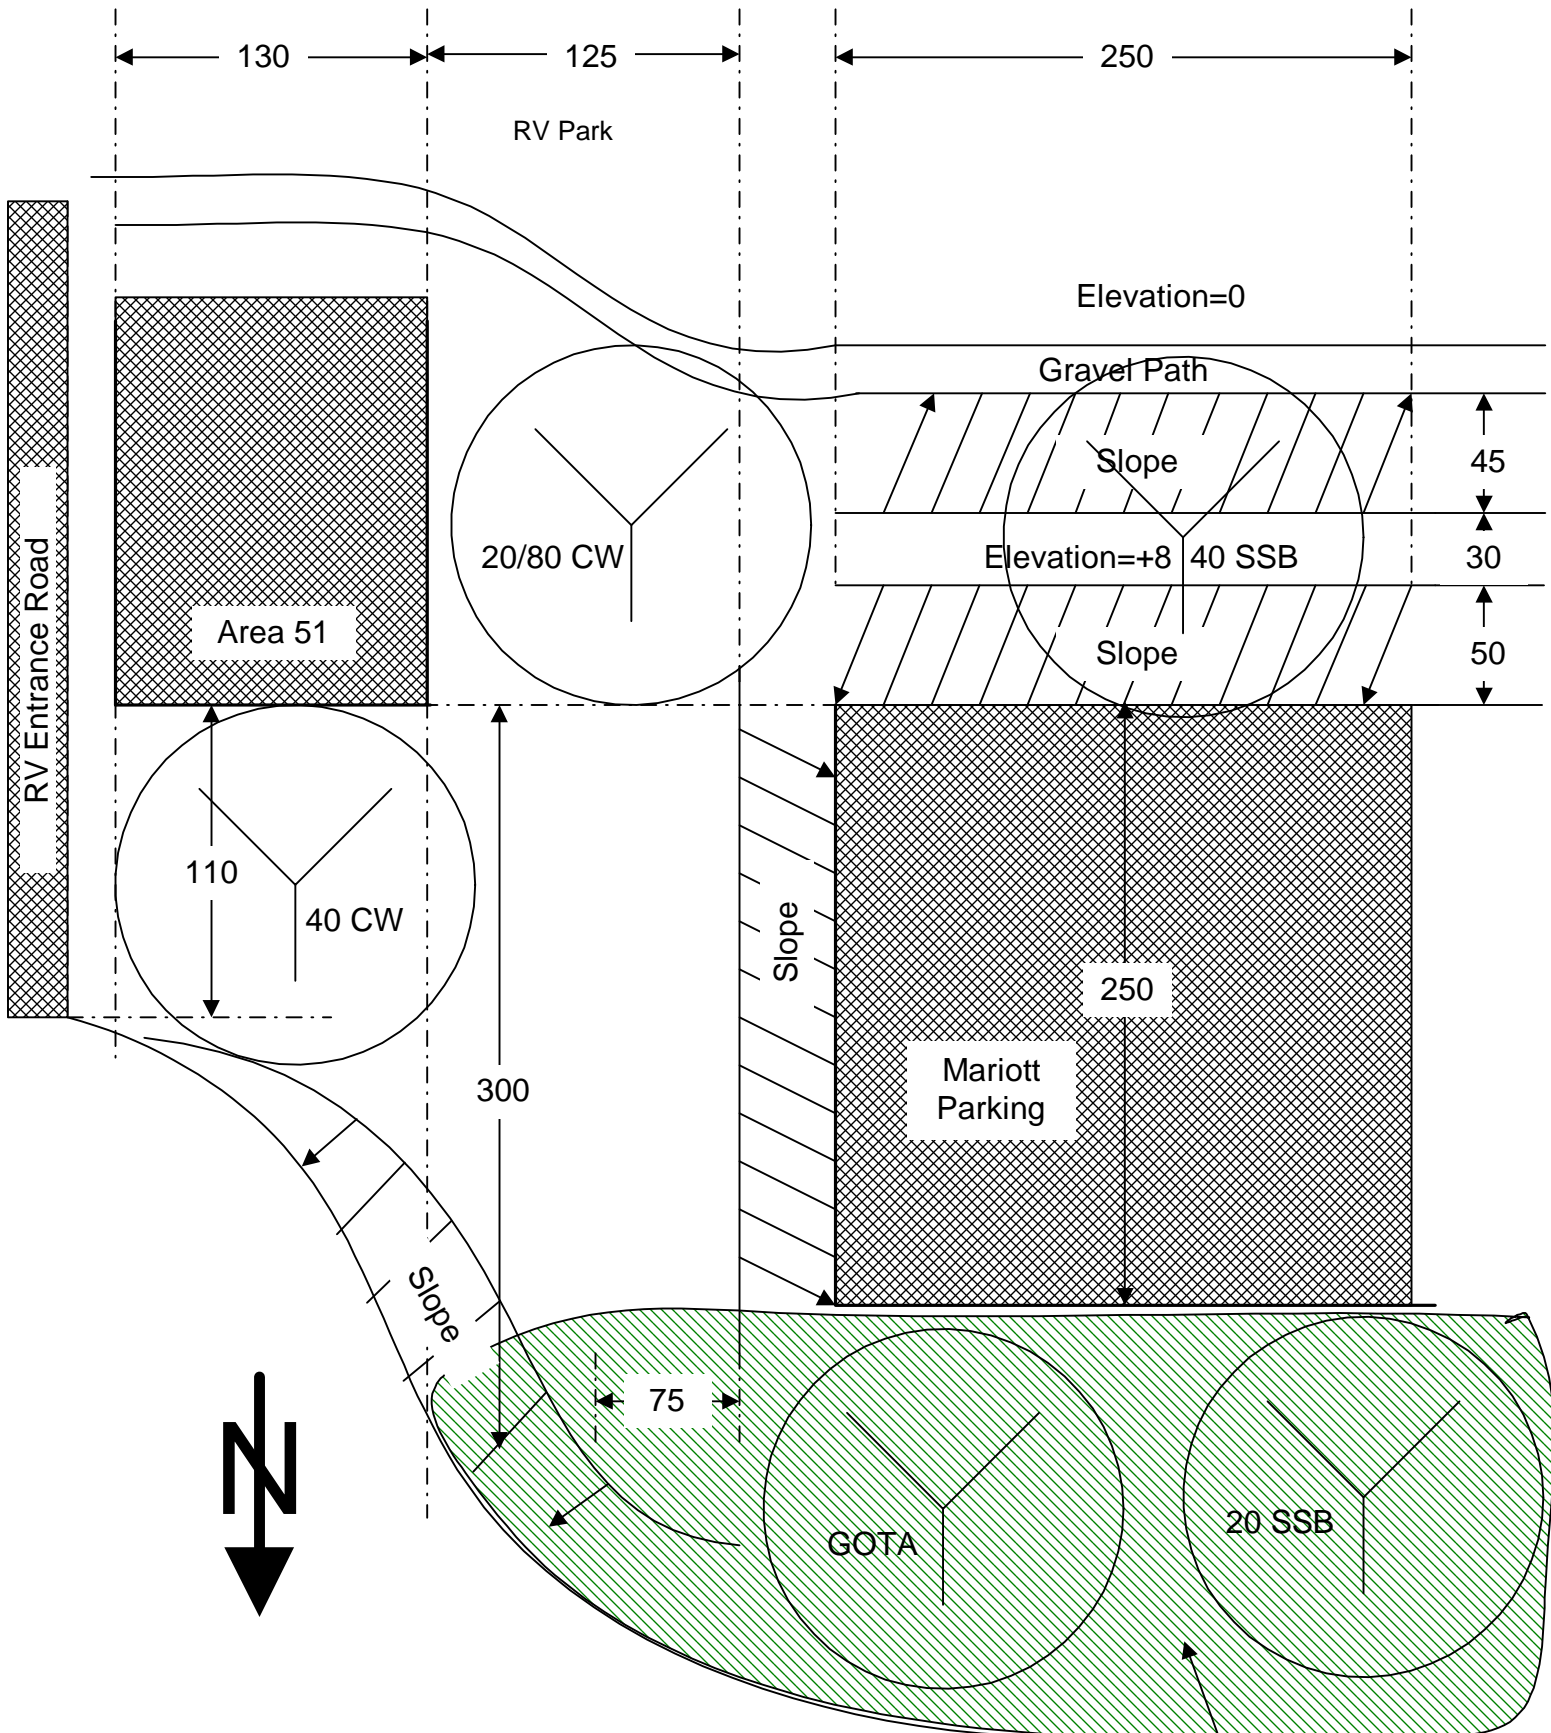 130
125
250
RV Park
Elevation=0
Gravel Path
Slope
45
20/80 CW
Elevation=+8
40 SSB
30
RV Entrance Road
Area 51
Slope
50
110
40 CW
Slope
250
Mariott
Parking
300
Slope
75
N
GOTA
20 SSB